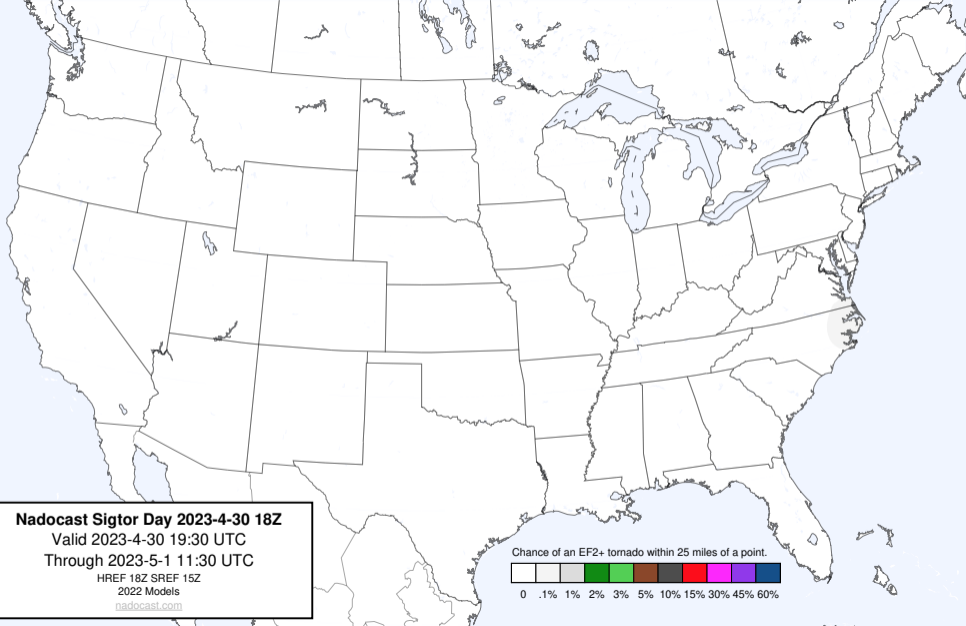 Nadocast Sigtor Day 2023-4-30 18Z
Valid 2023-4-30 19:30 UTC
Through 2023-5-1 11:30 UTC
HREF 18Z SREF 15Z
2022 Models
nadocast.com
Chance of an EF2+ tornado within 25 miles of a point.
0 .1% 1% 2% 3% 5% 10% 15% 30% 45% 60%